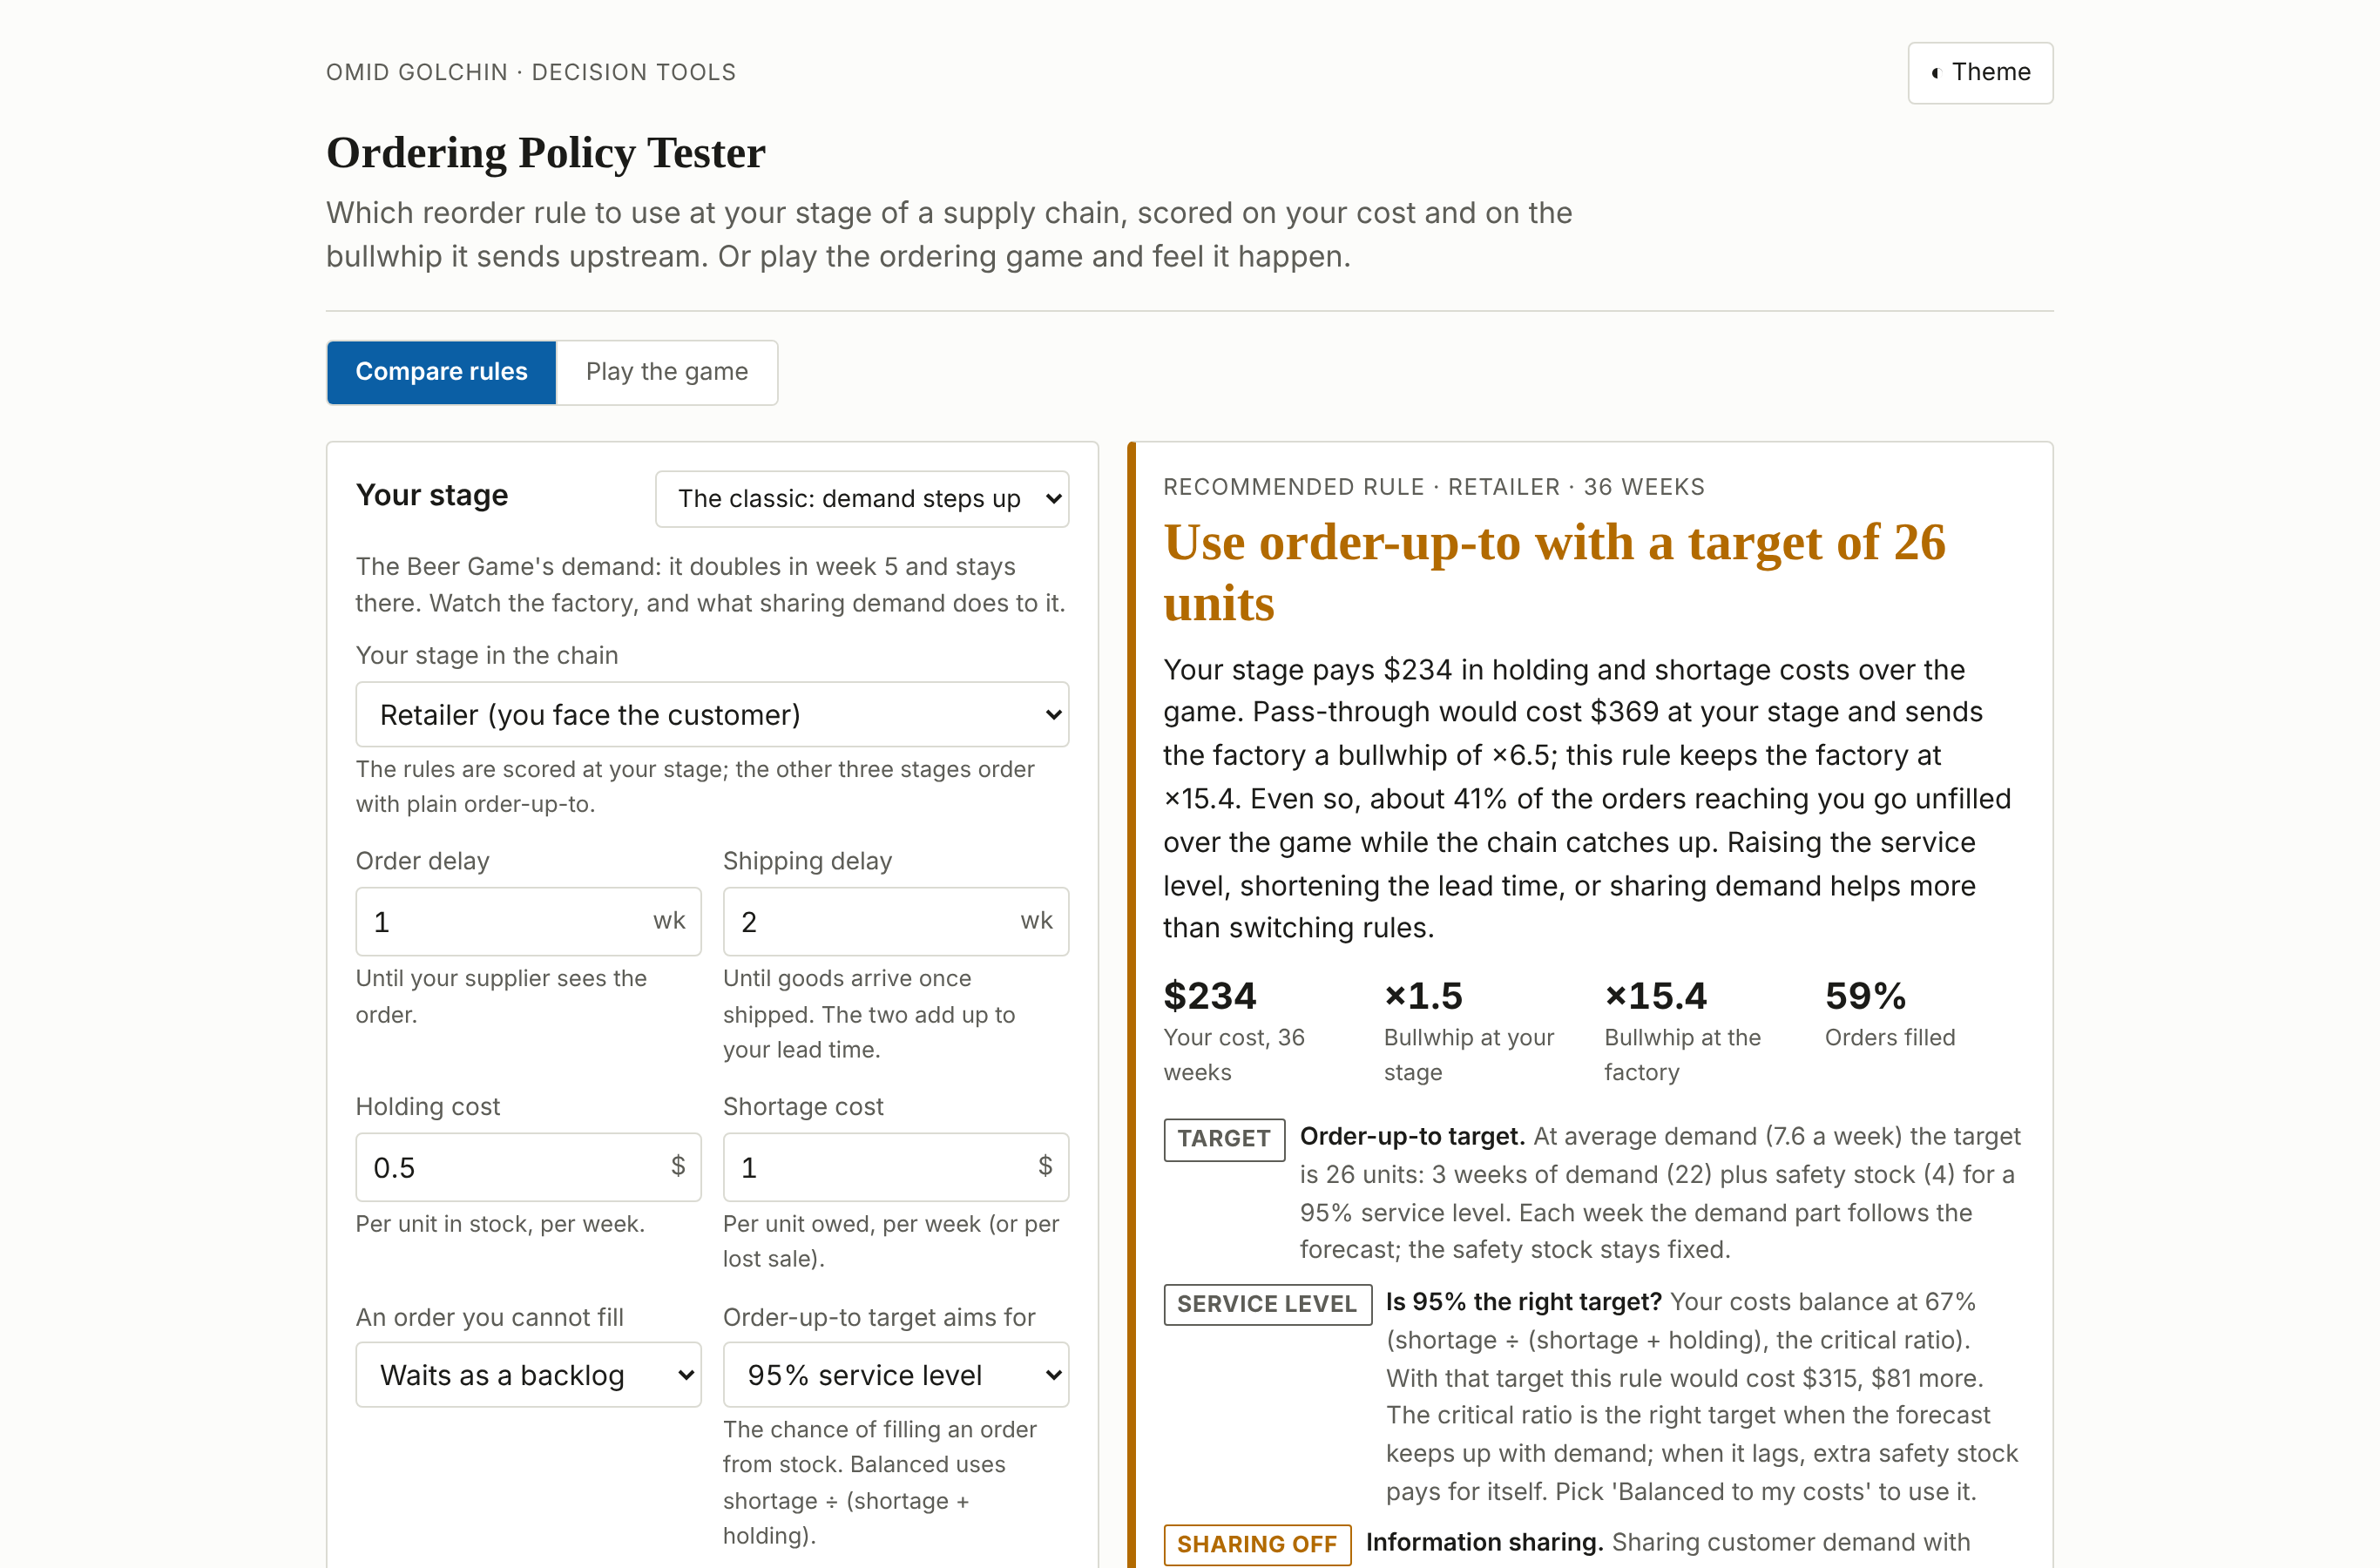 OMID GOLCHIN · DECISION TOOLS
Theme
Ordering Policy Tester
Which reorder rule to use at your stage of a supply chain, scored on your cost and on the
bullwhip it sends upstream. Or play the ordering game and feel it happen.
Compare rules
Play the game
Your stage
The classic: demand steps up
The Beer Game's demand: it doubles in week 5 and stays
there. Watch the factory, and what sharing demand does to it.
Your stage in the chain
Retailer (you face the customer)
The rules are scored at your stage; the other three stages order
with plain order-up-to.
Order delay
1 wk
Until your supplier sees the
order.
Shipping delay
2 wk
Until goods arrive once
shipped. The two add up to
your lead time.
Holding cost
0.5 $
Per unit in stock, per week.
Shortage cost
1 $
Per unit owed, per week (or per
lost sale).
An order you cannot fill
Waits as a backlog
Order-up-to target aims for
95% service level
The chance of filling an order
from stock. Balanced uses
shortage ÷ (shortage +
holding).
RECOMMENDED RULE · RETAILER · 36 WEEKS
Use order-up-to with a target of 26
units
Your stage pays $234 in holding and shortage costs over the
game. Pass-through would cost $369 at your stage and sends
the factory a bullwhip of ×6.5; this rule keeps the factory at
×15.4. Even so, about 41% of the orders reaching you go unfilled
over the game while the chain catches up. Raising the service
level, shortening the lead time, or sharing demand helps more
than switching rules.
$234
Your cost, 36
weeks
×1.5
Bullwhip at your
stage
×15.4
Bullwhip at the
factory
59%
Orders filled
TARGET
Order-up-to target. At average demand (7.6 a week) the target
is 26 units: 3 weeks of demand (22) plus safety stock (4) for a
95% service level. Each week the demand part follows the
forecast; the safety stock stays fixed.
SERVICE LEVEL
Is 95% the right target? Your costs balance at 67%
(shortage ÷ (shortage + holding), the critical ratio).
With that target this rule would cost $315, $81 more.
The critical ratio is the right target when the forecast
keeps up with demand; when it lags, extra safety stock
pays for itself. Pick 'Balanced to my costs' to use it.
SHARING OFF
Information sharing. Sharing customer demand with